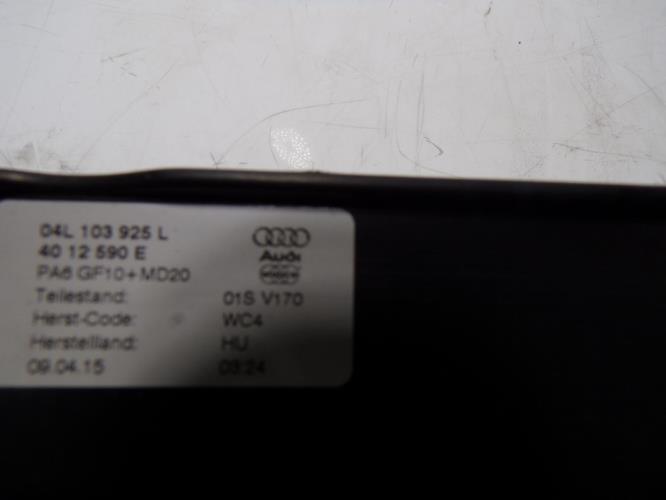 04L 103 925 L
40 12 590 E
Audi
PA6 GF10+MD20
Teilestand: 01S V170
Herst-Code: WC4
Herstelland: HU
09.04.15 03:24